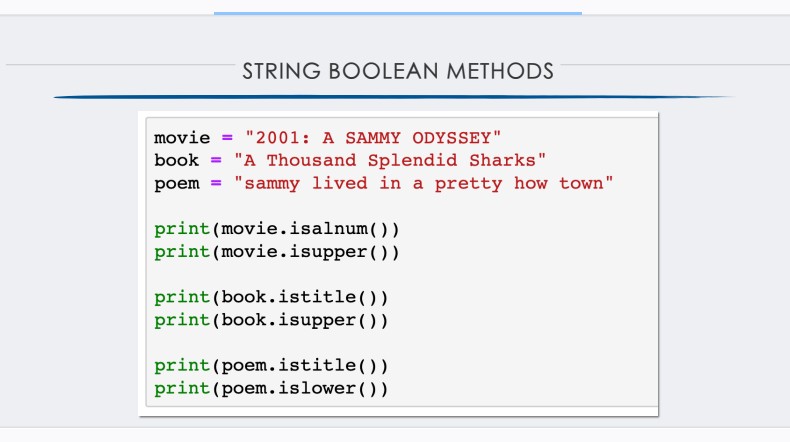 STRING BOOLEAN METHODS
movie = "2001: A SAMMY ODYSSEY"
book = "A Thousand Splendid Sharks"
poem = "sammy lived in a pretty how town"
print(movie.isalnum())
print(movie.isupper())
print(book.istitle())
print(book.isupper())
print(poem.istitle())
print(poem.islower())